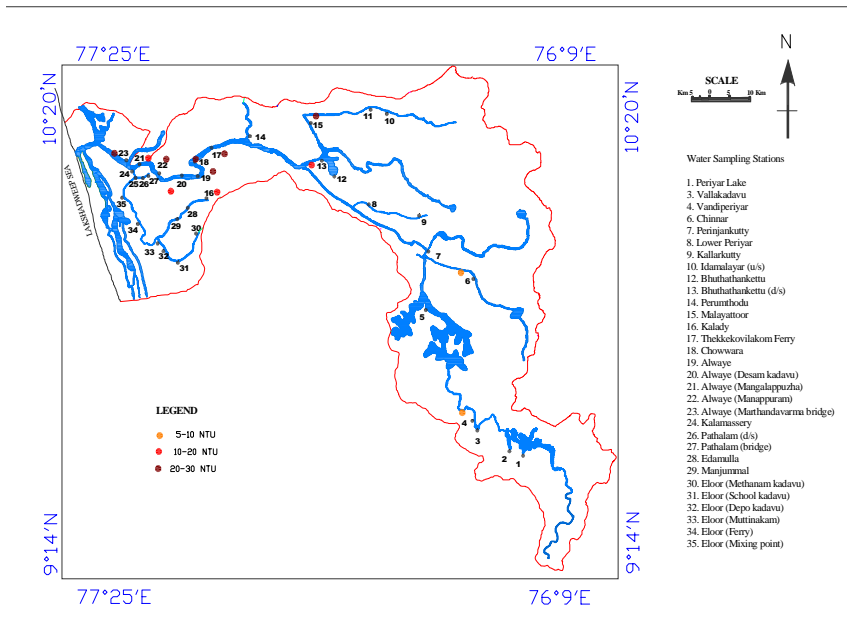 77°25'E
76°9'E
10°20'N
10°20'N
N
SCALE
Km 5 0 5 10 Km
Water Sampling Stations
1. Periyar Lake
3. Vallakadavu
4. Vandiperiyar
6. Chinnar
7. Perinjankutty
8. Lower Periyar
9. Kallarkutty
10. Idamalayar (u/s)
12. Bhuthathankettu
13. Bhuthathankettu (d/s)
14. Perumthodu
15. Malayattoor
16. Kalady
17. Thekkekovilakom Ferry
18. Chowwara
19. Alwaye
20. Alwaye (Desam kadavu)
21. Alwaye (Mangalappuzha)
22. Alwaye (Manappuram)
23. Alwaye (Marthandavarma bridge)
24. Kalamassery
26. Pathalam (d/s)
27. Pathalam (bridge)
28. Edamulla
29. Manjummal
30. Eloor (Methanam kadavu)
31. Eloor (School kadavu)
32. Eloor (Depo kadavu)
33. Eloor (Muttinakam)
34. Eloor (Ferry)
35. Eloor (Mixing point)
LAKSHADWEEP SEA
11
10
15
14
23
21
22
17
18
13
12
24
25
26
27
20
19
16
35
28
8
9
34
29
30
33
32
31
7
6
5
4
3
2
1
LEGEND
5-10 NTU
10-20 NTU
20-30 NTU
9°14'N
9°14'N
77°25'E
76°9'E